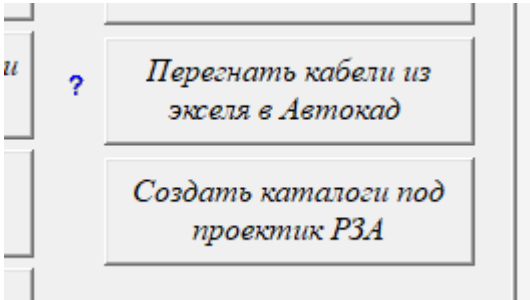 и
?
Перегнать кабели из
экселя в Автокад
Создать каталоги под
проектик РЗА